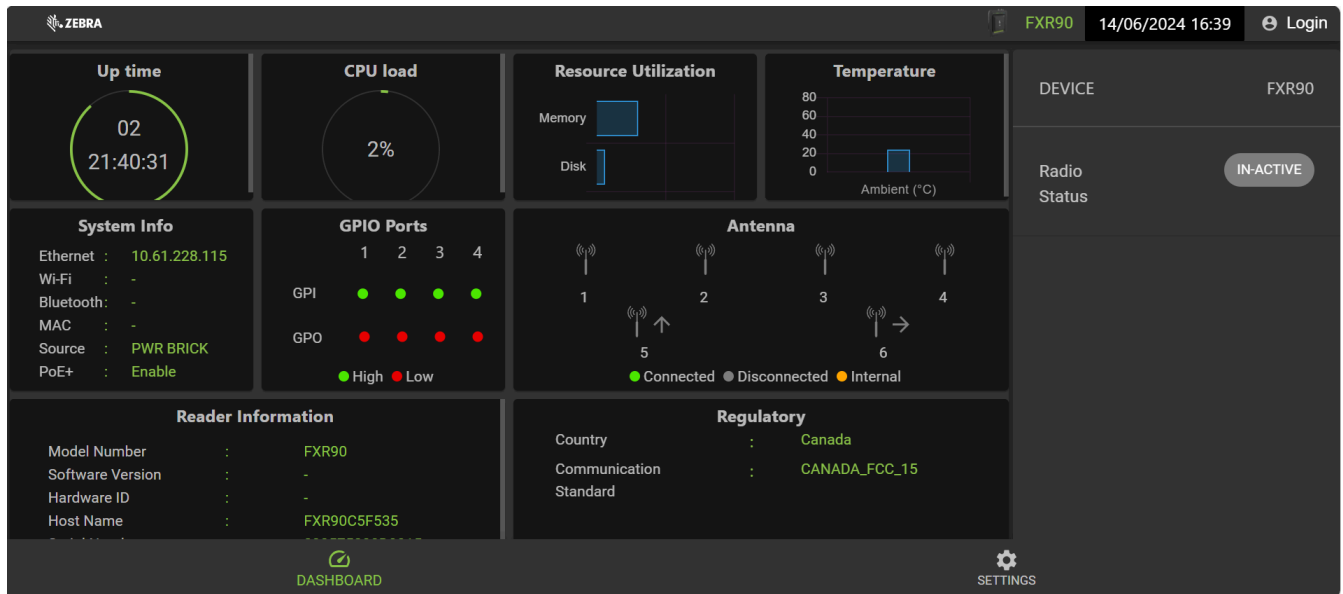 ZEBRA
FXR90 14/06/2024 16:39 Login
Up time
02
21:40:31
CPU load
2%
Resource Utilization
Memory
Disk
Temperature
80
60
40
20
0
Ambient (°C)
DEVICE FXR90
Radio
Status
IN-ACTIVE
System Info
Ethernet : 10.61.228.115
Wi-Fi : -
Bluetooth: -
MAC : -
Source : PWR BRICK
PoE+ : Enable
GPIO Ports
1 2 3 4
GPI
GPO
High Low
Antenna
1 2 3 4
5 6
Connected Disconnected Internal
Reader Information
Model Number : FXR90
Software Version : -
Hardware ID : -
Host Name : FXR90C5F535
Regulatory
Country : Canada
Communication : CANADA_FCC_15
Standard
DASHBOARD
SETTINGS